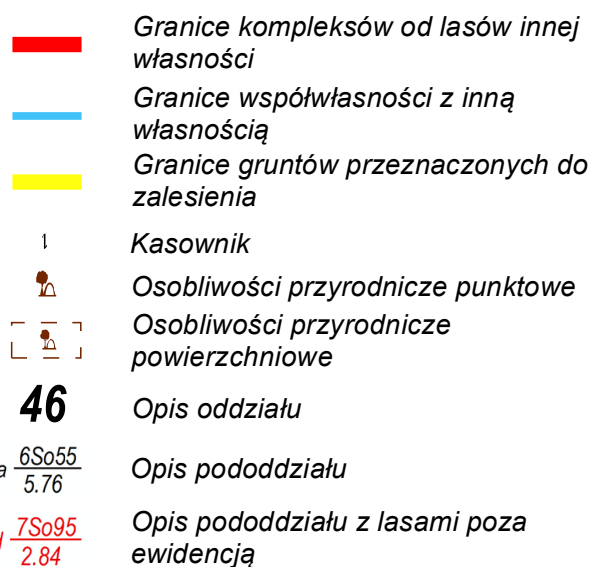 Granice kompleksów od lasów innej
własności
Granice współwłasności z inną
własnością
Granice gruntów przeznaczonych do
zalesienia
Kasownik
Osobliwości przyrodnicze punktowe
Osobliwości przyrodnicze
powierzchniowe
46 Opis oddziału
a 6So55
5.76
Opis pododdziału
7So95
2.84
Opis pododdziału z lasami poza
ewidencją